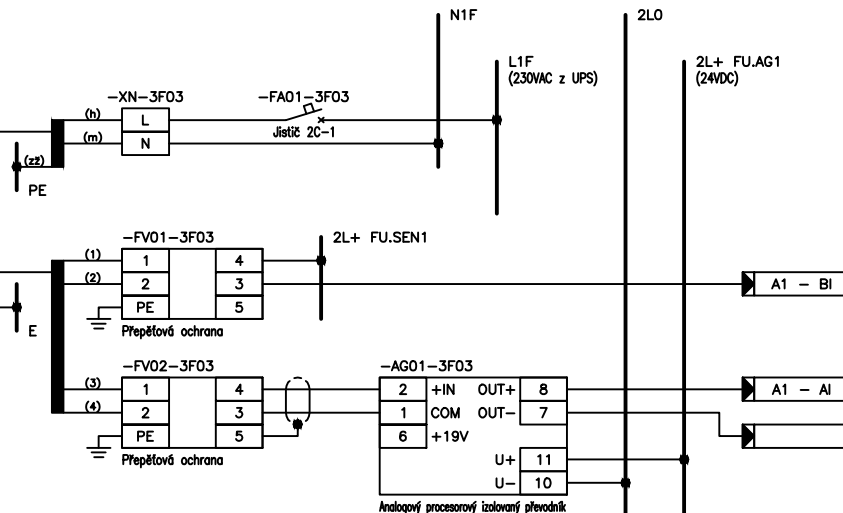 N1F
2L0
L1F
(230VAC z UPS)
2L+ FU.AG1
(24VDC)
-XN-3F03
-FA01-3F03
(h)
L
Jistič 2C-1
(m)
N
(zž)
PE
-FV01-3F03
2L+ FU.SEN1
(1)
1
4
(2)
2
3
A1 - BI
PE
5
E
Přepěťová ochrana
-FV02-3F03
-AG01-3F03
(3)
1
4
2
+IN
OUT+
8
A1 - AI
(4)
2
3
1
COM
OUT-
7
PE
5
6
+19V
Přepěťová ochrana
U+
11
U-
10
Analogový procesorový izolovaný převodník